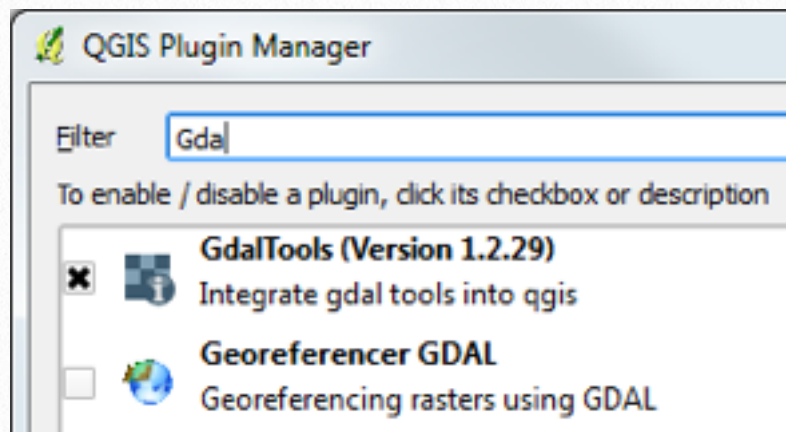 QGIS Plugin Manager
Filter Gda
To enable / disable a plugin, click its checkbox or description
GdalTools (Version 1.2.29)
Integrate gdal tools into qgis
Georeferencer GDAL
Georeferencing rasters using GDAL